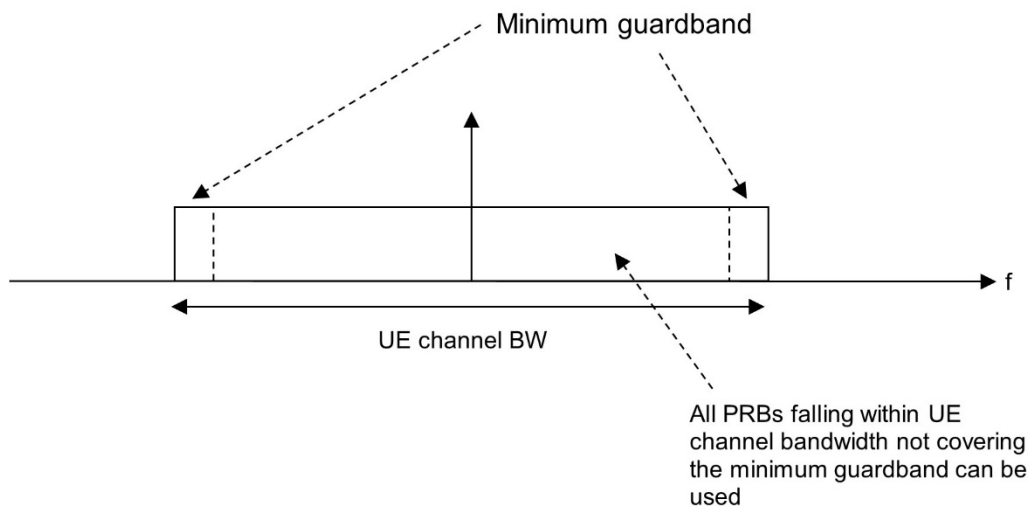 Minimum guardband
f
UE channel BW
All PRBs falling within UE
channel bandwidth not covering
the minimum guardband can be
used